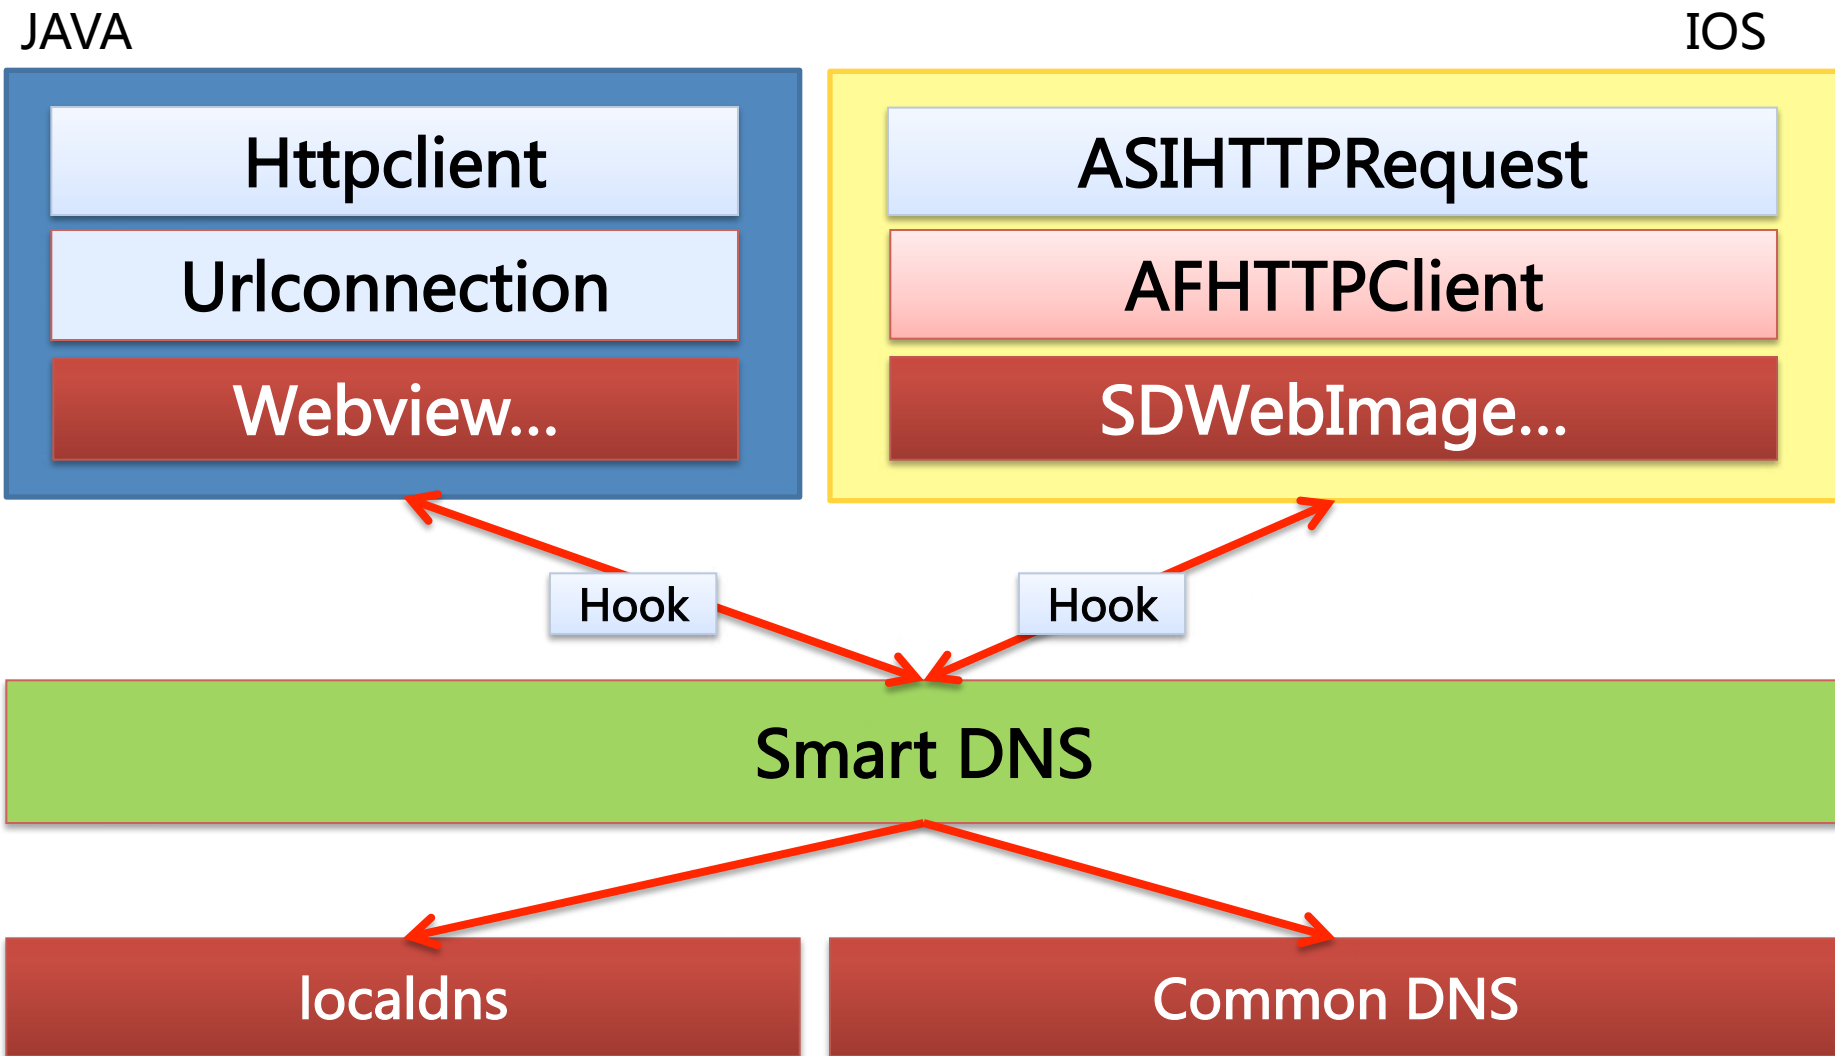 JAVA
IOS
Httpclient
ASIHTTPRequest
Urlconnection
AFHTTPClient
Webview...
SDWebImage...
Hook
Hook
Smart DNS
localdns
Common DNS